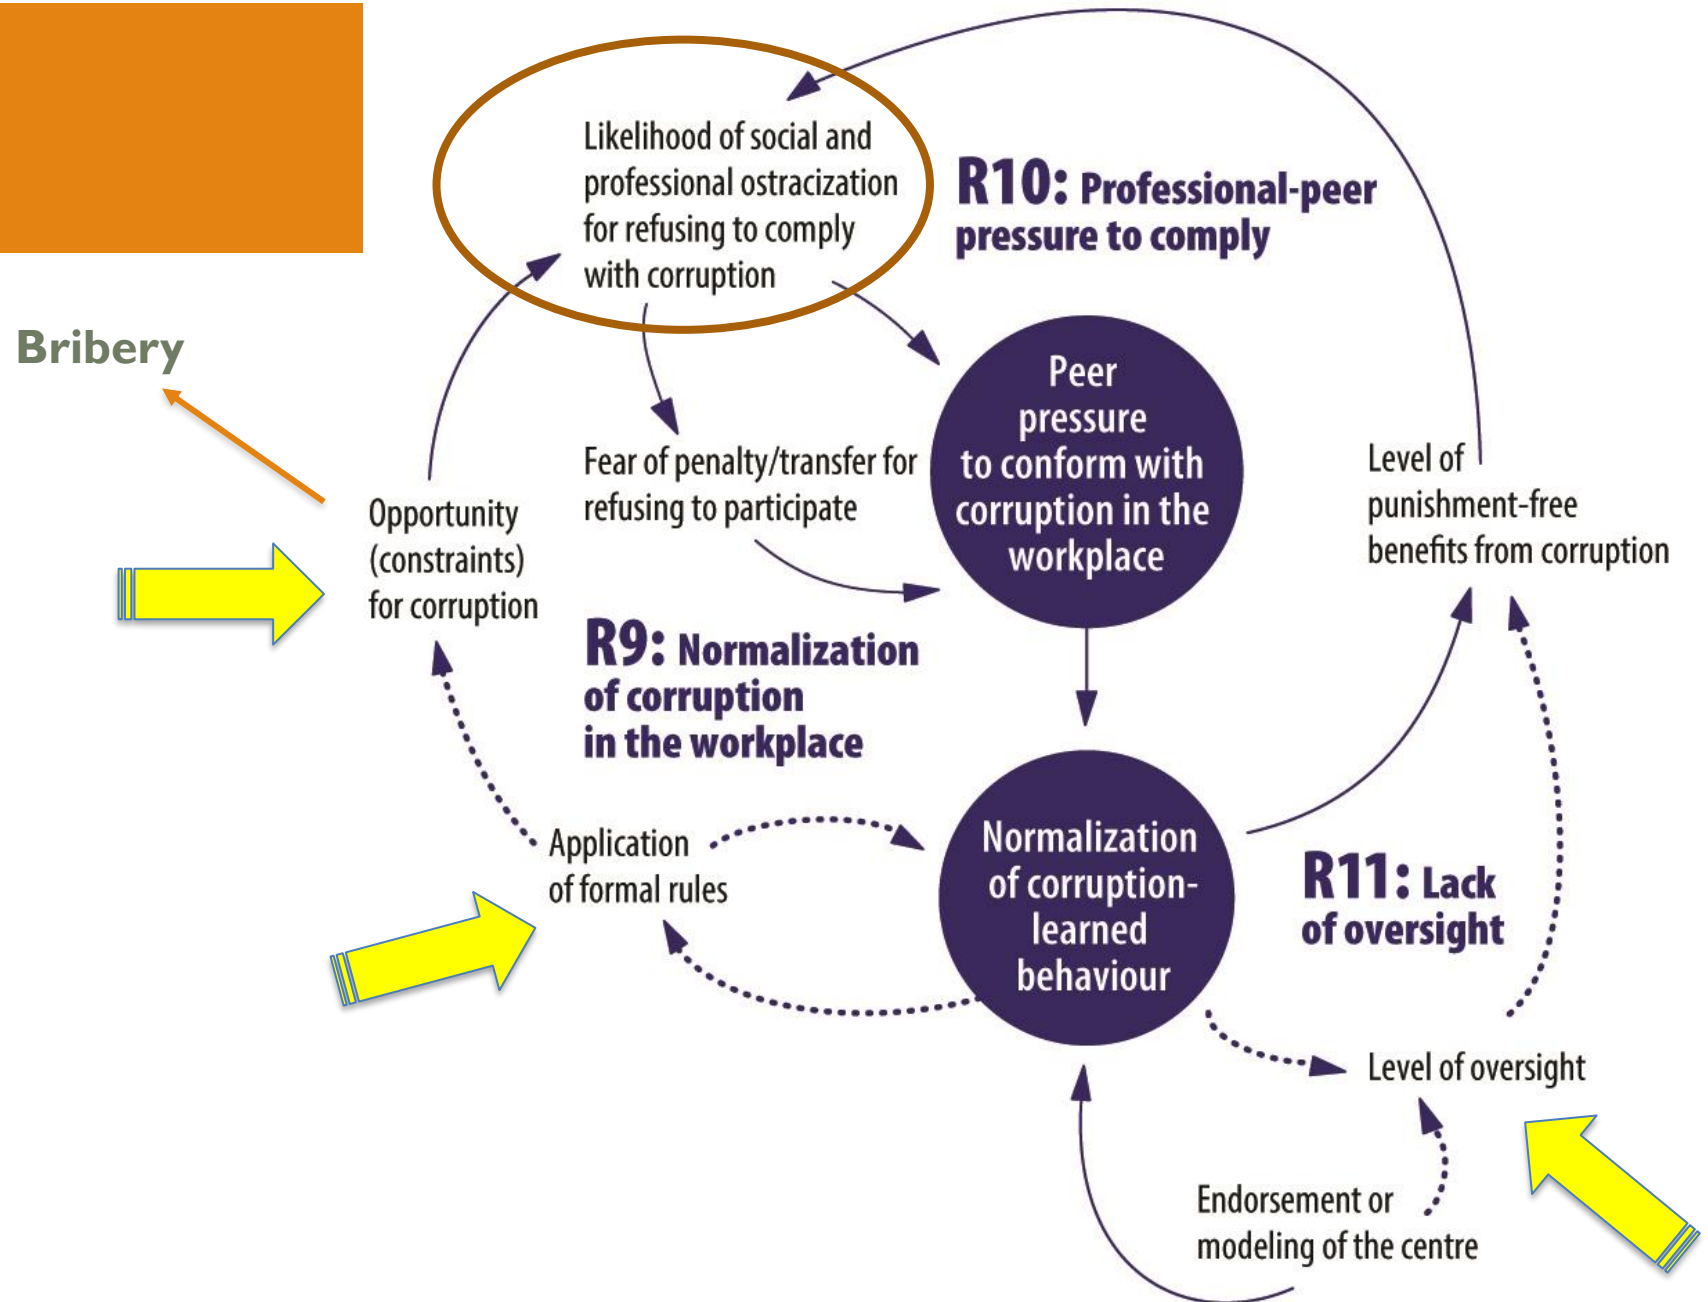 Likelihood of social and
professional ostracization
for refusing to comply
with corruption
R10: Professional-peer
pressure to comply
Bribery
Peer
pressure
to conform with
corruption in the
workplace
Fear of penalty/transfer for
refusing to participate
Level of
punishment-free
benefits from corruption
Opportunity
(constraints)
for corruption
R9: Normalization
of corruption
in the workplace
Application
of formal rules
Normalization
of corruption-
learned
behaviour
R11: Lack
of oversight
Level of oversight
Endorsement or
modeling of the centre